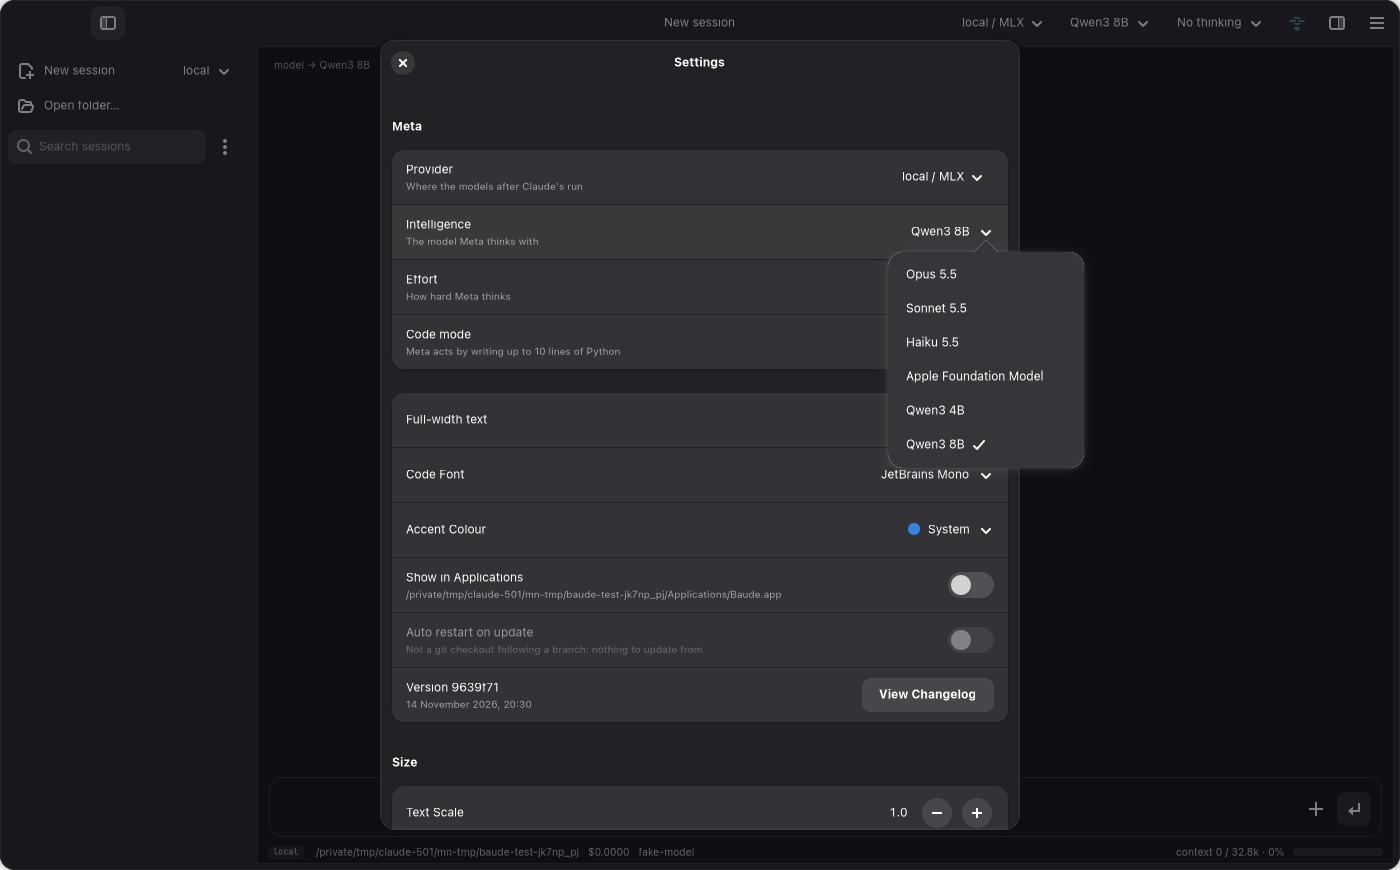 New session
local / MLX
Qwen3 8B
No thinking
New session
local
Open folder...
Search sessions
model → Qwen3 8B
Settings
Meta
Provider
Where the models after Claude's run
local / MLX
Intelligence
The model Meta thinks with
Qwen3 8B
Opus 5.5
Sonnet 5.5
Haiku 5.5
Apple Foundation Model
Qwen3 4B
Qwen3 8B
Effort
How hard Meta thinks
Code mode
Meta acts by writing up to 10 lines of Python
Full-width text
Code Font
JetBrains Mono
Accent Colour
System
Show in Applications
/private/tmp/claude-501/mn-tmp/baude-test-jk7np_pj/Applications/Baude.app
Auto restart on update
Not a git checkout following a branch: nothing to update from
Version 9639f71
14 November 2026, 20:30
View Changelog
Size
Text Scale
1.0
local
/private/tmp/claude-501/mn-tmp/baude-test-jk7np_pj
$0.0000
fake-model
context 0 / 32.8k · 0%